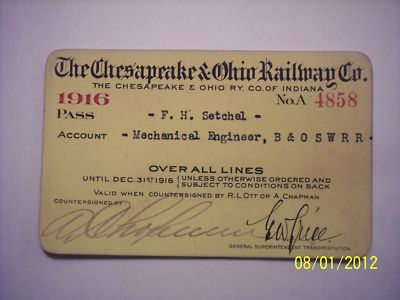 The Chesapeake & Ohio Railway Co.
THE CHESAPEAKE & OHIO RY. CO. OF INDIANA
1916 No. A 4858
PASS - F. H. Setchel -
ACCOUNT - Mechanical Engineer, B & O S W R R -
OVER ALL LINES
UNTIL DEC. 31ST 1916 { UNLESS OTHERWISE ORDERED AND
SUBJECT TO CONDITIONS ON BACK
VALID WHEN COUNTERSIGNED BY R. L. OTT OR A. CHAPMAN
COUNTERSIGNED BY
A Chapman
GENERAL SUPERINTENDENT TRANSPORTATION.
08/01/2012